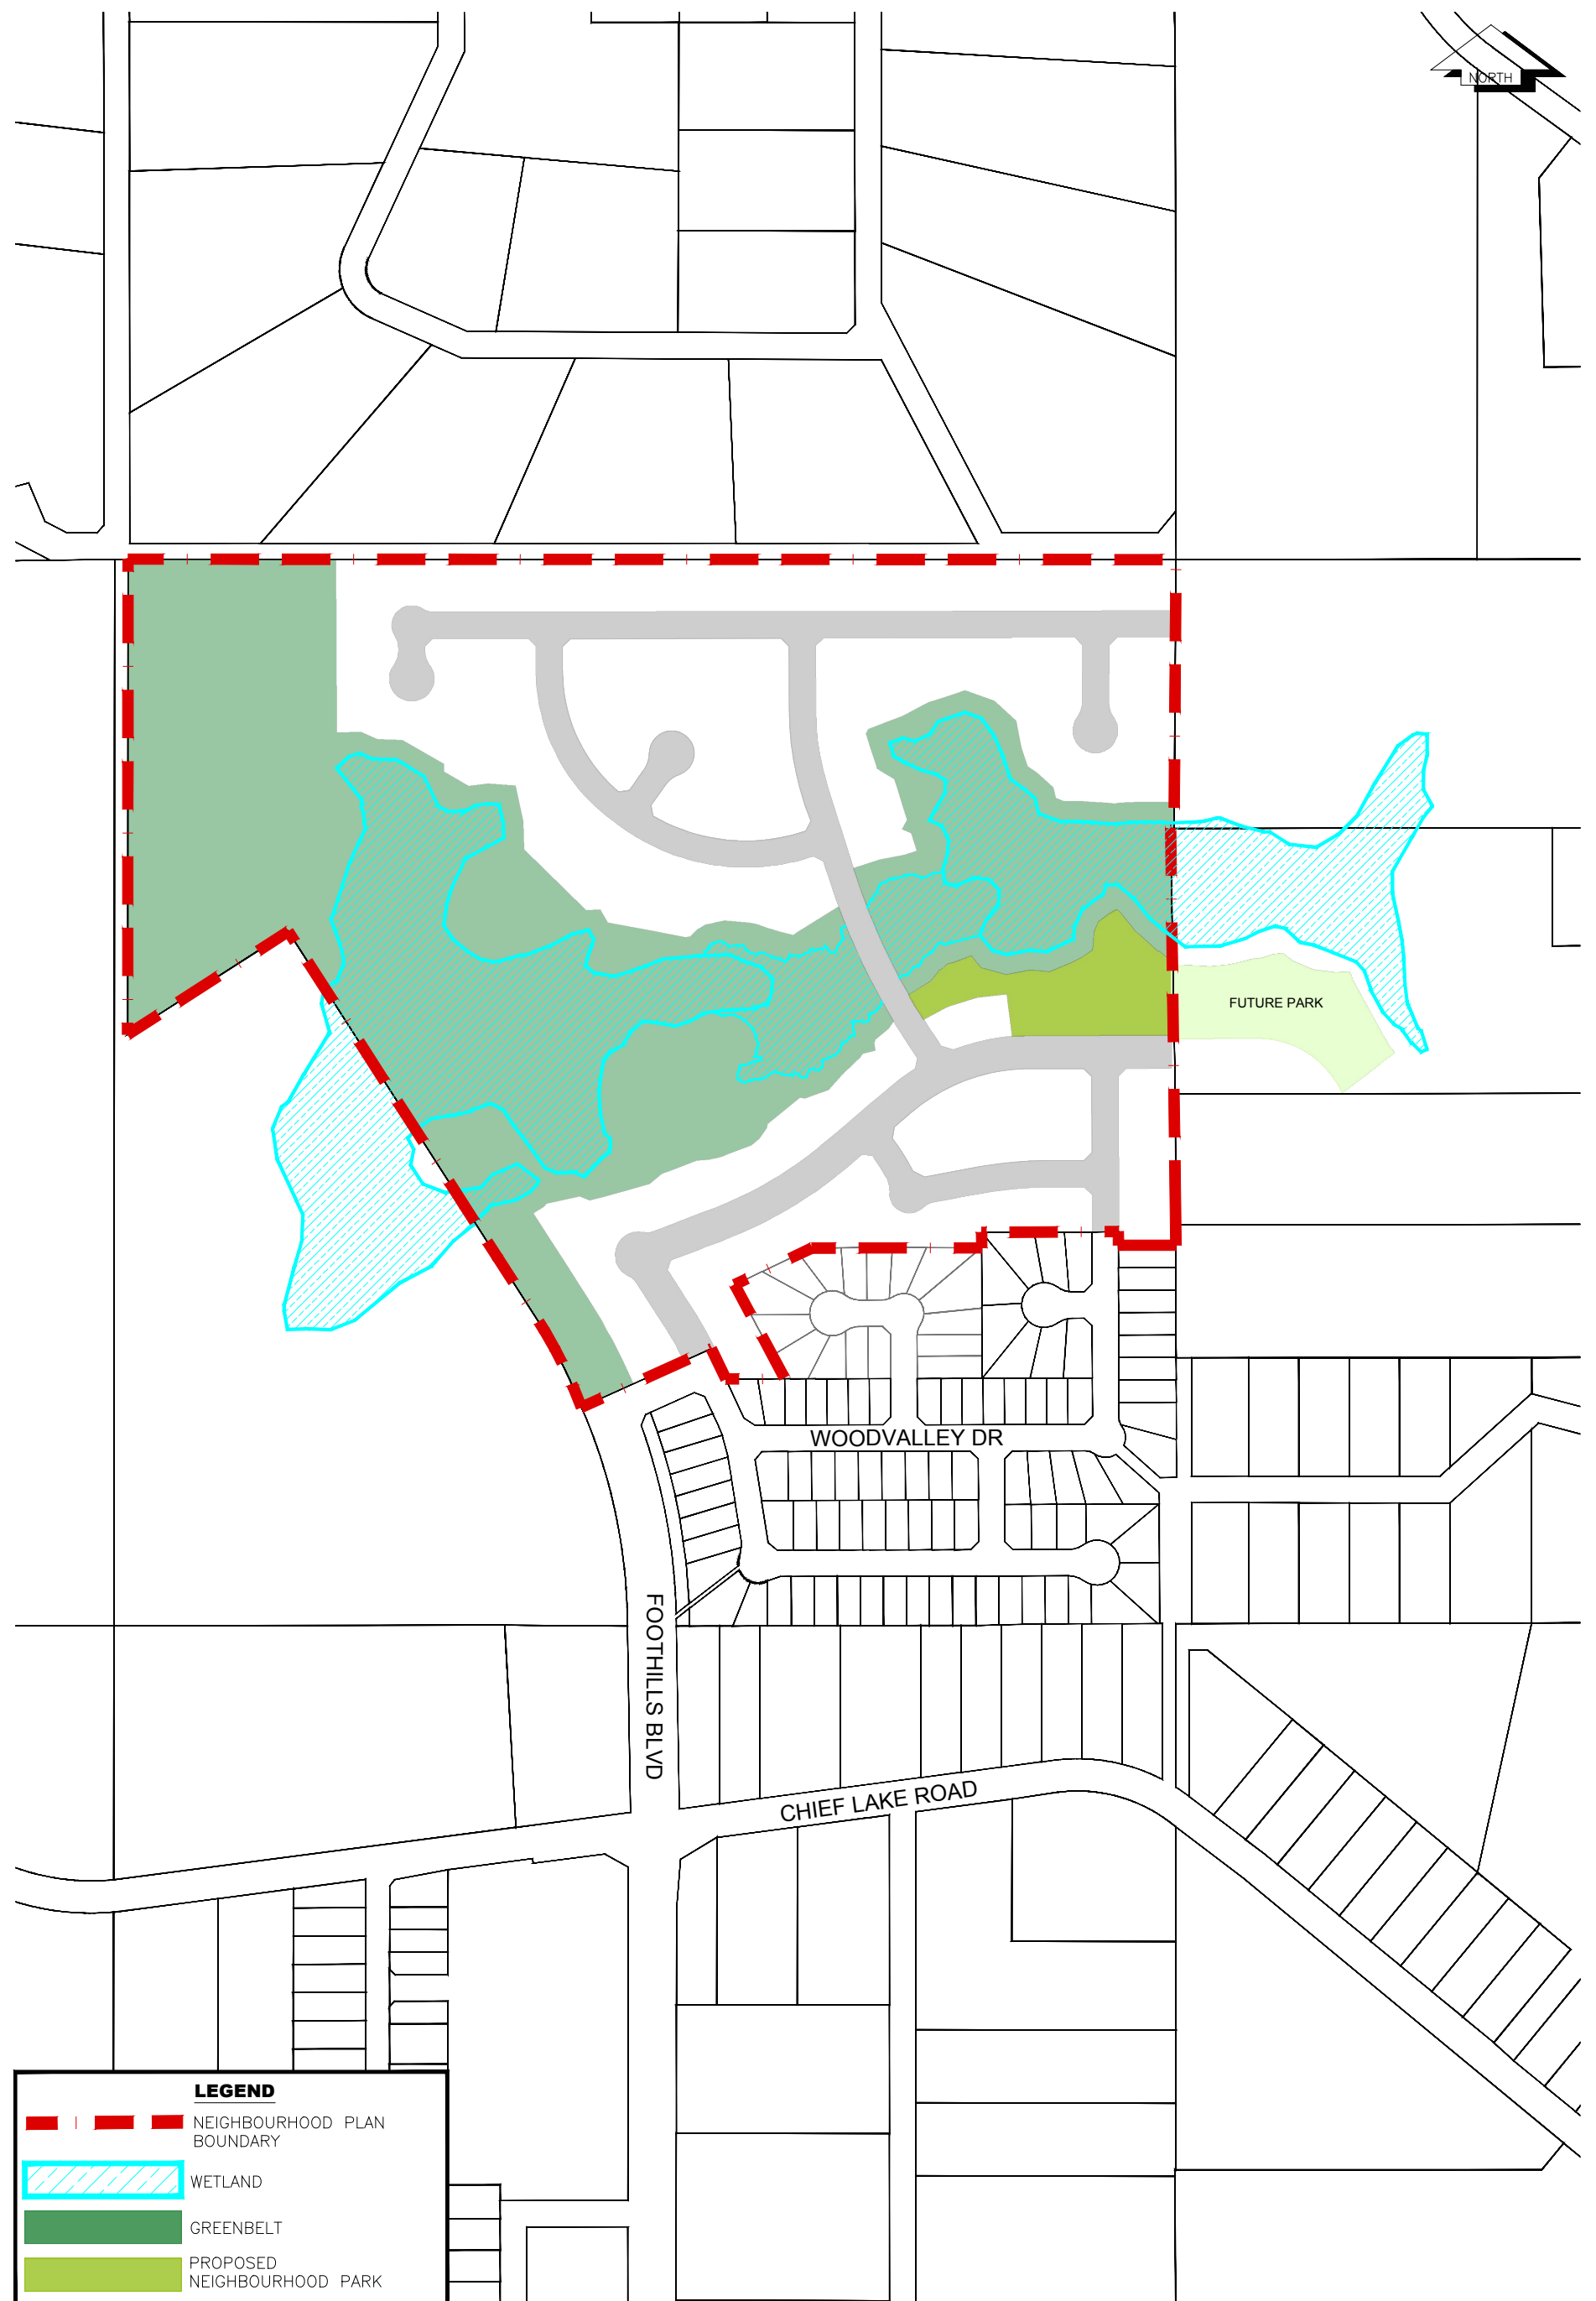 NORTH
FUTURE PARK
WOODVALLEY DR
FOOTHILLS BLVD
CHIEF LAKE ROAD
LEGEND
NEIGHBOURHOOD PLAN
BOUNDARY
WETLAND
GREENBELT
PROPOSED
NEIGHBOURHOOD PARK